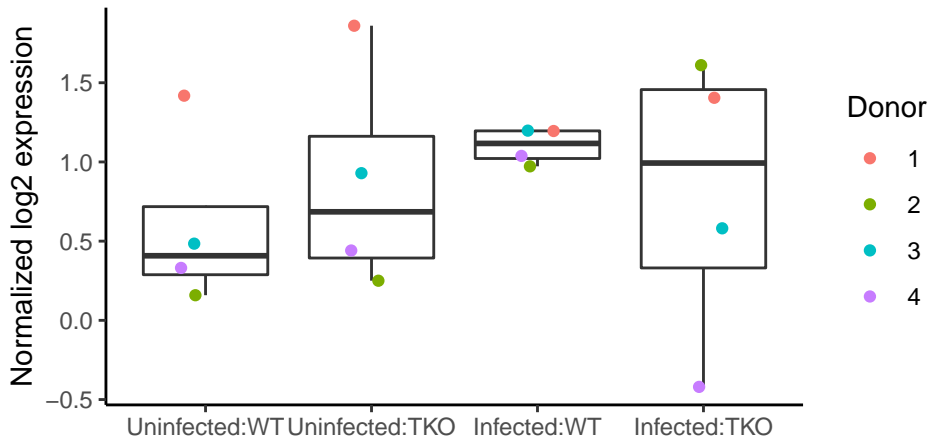 Normalized log2 expression
1.5
1.0
0.5
0.0
−0.5
Uninfected:WT
Uninfected:TKO
Infected:WT
Infected:TKO
Donor
1
2
3
4